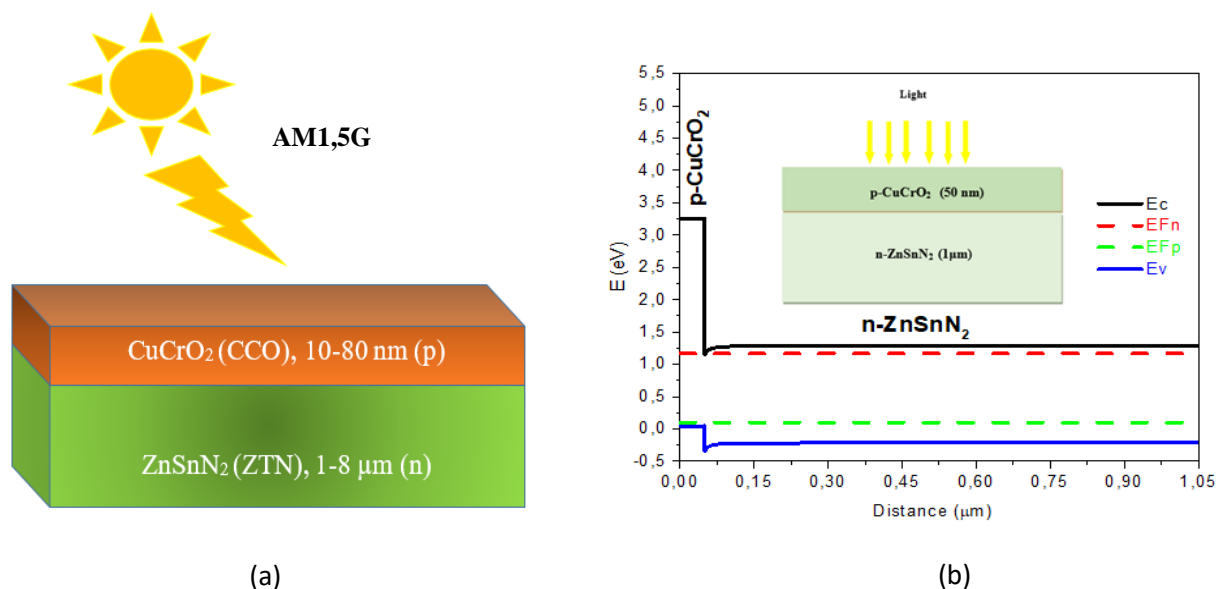 AM1,5G
CuCrO₂ (CCO), 10-80 nm (p)
ZnSnN₂ (ZTN), 1-8 μm (n)
(a)
5,5
5,0
4,5
4,0
3,5
3,0
2,5
2,0
1,5
1,0
0,5
0,0
-0,5
E (eV)
p-CuCrO₂
Light
p-CuCrO₂ (50 nm)
n-ZnSnN₂ (1μm)
n-ZnSnN₂
Ec
EFn
EFp
Ev
0,00 0,15 0,30 0,45 0,60 0,75 0,90 1,05
Distance (μm)
(b)